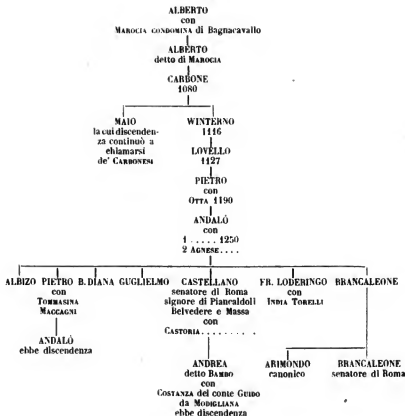 ALBERTO
con
MAROCIA CONDOMINA di Bagnacavallo
ALBERTO
detto di MAROCIA
CARBONE
1080
MAIO
la cui discenden-
za continuò a
chiamarsi
de' CARBONESI
WINTERNO
1116
LOVELLO
1127
PIETRO
con
OTTA 1190
ANDALÓ
con
1 ..... 1250
2 AGNESE....
ALBIZO PIETRO B. DIANA GUGLIELMO CASTELLANO FR. LODERINGO BRANCALEONE
con
TOMMASINA
MACCAGNI
ANDALÓ
ebbe discendenza
senatore di Roma
signore di Piancaldoli
Belvedere e Massa
con
CASTORIA..........
ANDREA
detto BAMBO
con
COSTANZA del conte GUIDO
da MODIGLIANA
ebbe discendenza
con
INDIA TORELLI
ARIMONDO
canonico
BRANCALEONE
senatore di Roma